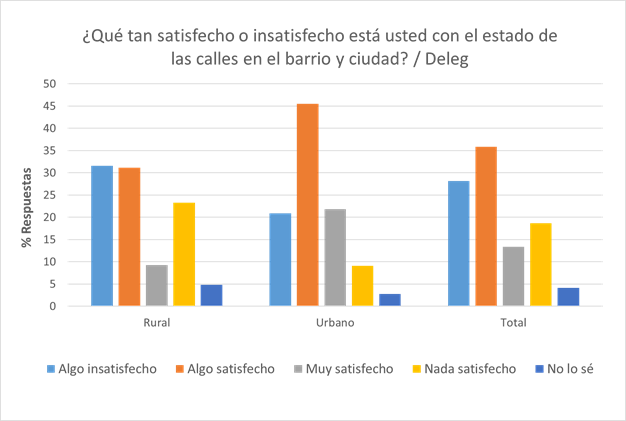 ¿Qué tan satisfecho o insatisfecho está usted con el estado de
las calles en el barrio y ciudad? / Deleg
50
45
40
35
30
25
20
15
10
5
0
% Respuestas
Rural Urbano Total
Algo insatisfecho Algo satisfecho Muy satisfecho Nada satisfecho No lo sé